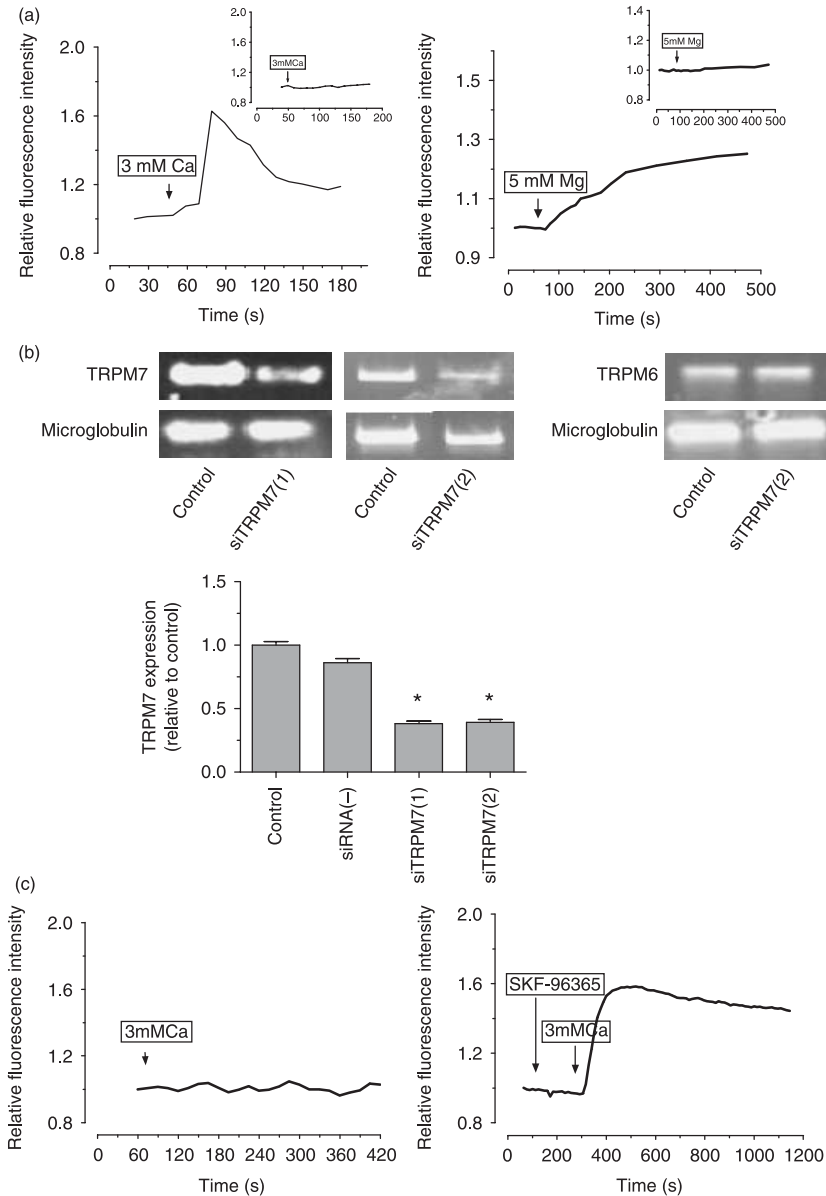 (a)
Relative fluorescence intensity
2.0
1.6
1.2
0.8
3 mM Ca
0 30 60 90 120 150 180
Time (s)
1.4
1.2
1.0
0.8
3mMCa
0 50 100 150 200
Relative fluorescence intensity
1.5
1.3
1.1
0.9
5 mM Mg
0 100 200 300 400 500
Time (s)
1.4
1.2
1.0
0.8
5mM Mg
0 100 200 300 400 500
(b)
TRPM7
Microglobulin
Control
siTRPM7(1)
Control
siTRPM7(2)
TRPM6
Microglobulin
Control
siTRPM7(2)
TRPM7 expression
(relative to control)
1.5
1.0
0.5
0.0
* *
Control
siRNA(–)
siTRPM7(1)
siTRPM7(2)
(c)
Relative fluorescence intensity
2.0
1.6
1.2
1.0
0.8
3mMCa
0 60 120 180 240 300 360 420
Time (s)
Relative fluorescence intensity
2.0
1.6
1.2
1.0
0.8
SKF-96365
3mMCa
0 200 400 600 800 1000 1200
Time (s)